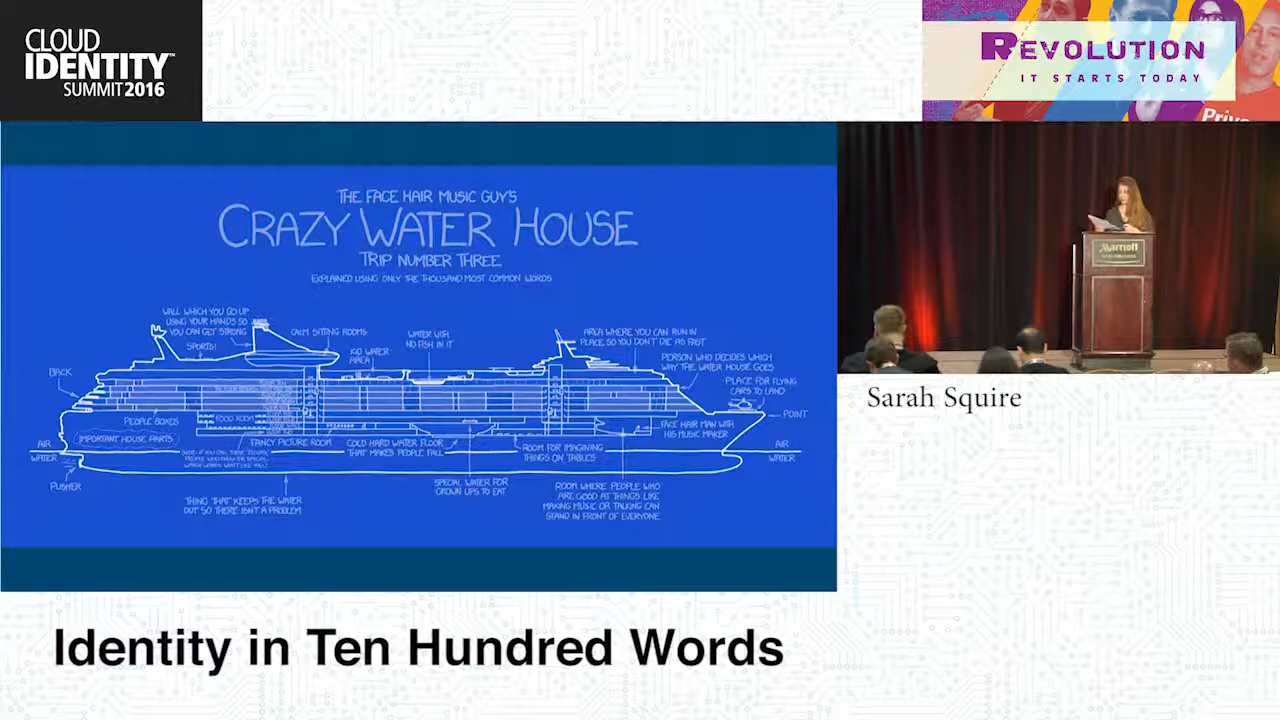 CLOUD
IDENTITY™
SUMMIT 2016
REVOLUTION
IT STARTS TODAY
THE FACE HAIR MUSIC GUY'S
CRAZY WATER HOUSE
TRIP NUMBER THREE
EXPLAINED USING ONLY THE THOUSAND MOST COMMON WORDS
WALL WHICH YOU GO UP
USING YOUR HANDS SO
YOU CAN GET STRONG
SPORTS!
CALM SITTING ROOMS
KID WATER
AREA
WATER WITH
NO FISH IN IT
AREA WHERE YOU CAN RUN IN
PLACE, SO YOU DON'T DIE AS FAST
PERSON WHO DECIDES WHICH
WAY THE WATER HOUSE GOES
PLACE FOR FLYING
CARS TO LAND
BACK
POINT
PEOPLE BOXES
FOOD ROOM
IMPORTANT HOUSE PARTS
FANCY PICTURE ROOM
COLD HARD WATER FLOOR
THAT MAKES PEOPLE FALL
ROOM FOR IMAGINING
THINGS ON TABLES
FACE HAIR MAN WITH
HIS MUSIC MAKER
AIR
WATER
AIR
WATER
PUSHER
THING THAT KEEPS THE WATER
OUT SO THERE ISN'T A PROBLEM
SPECIAL WATER FOR
GROWN UPS TO EAT
ROOM WHERE PEOPLE WHO
ARE GOOD AT THINGS LIKE
MAKING MUSIC OR TALKING CAN
STAND IN FRONT OF EVERYONE
Marriott
Sarah Squire
Identity in Ten Hundred Words